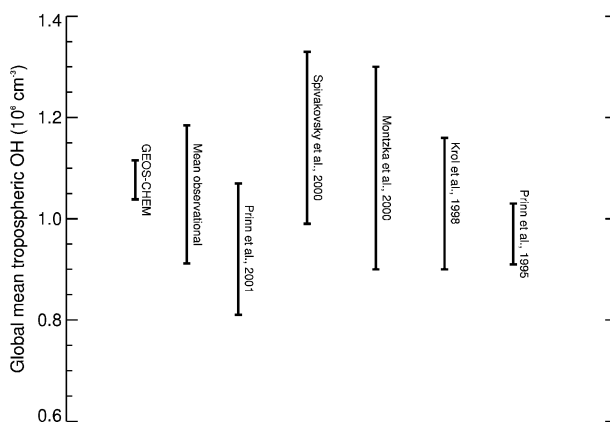 Global mean tropospheric OH (10⁶ cm⁻³)
1.4
1.2
1.0
0.8
0.6
GEOS-CHEM
Mean observational
Prinn et al., 2001
Spivakovsky et al., 2000
Montzka et al., 2000
Krol et al., 1998
Prinn et al., 1995